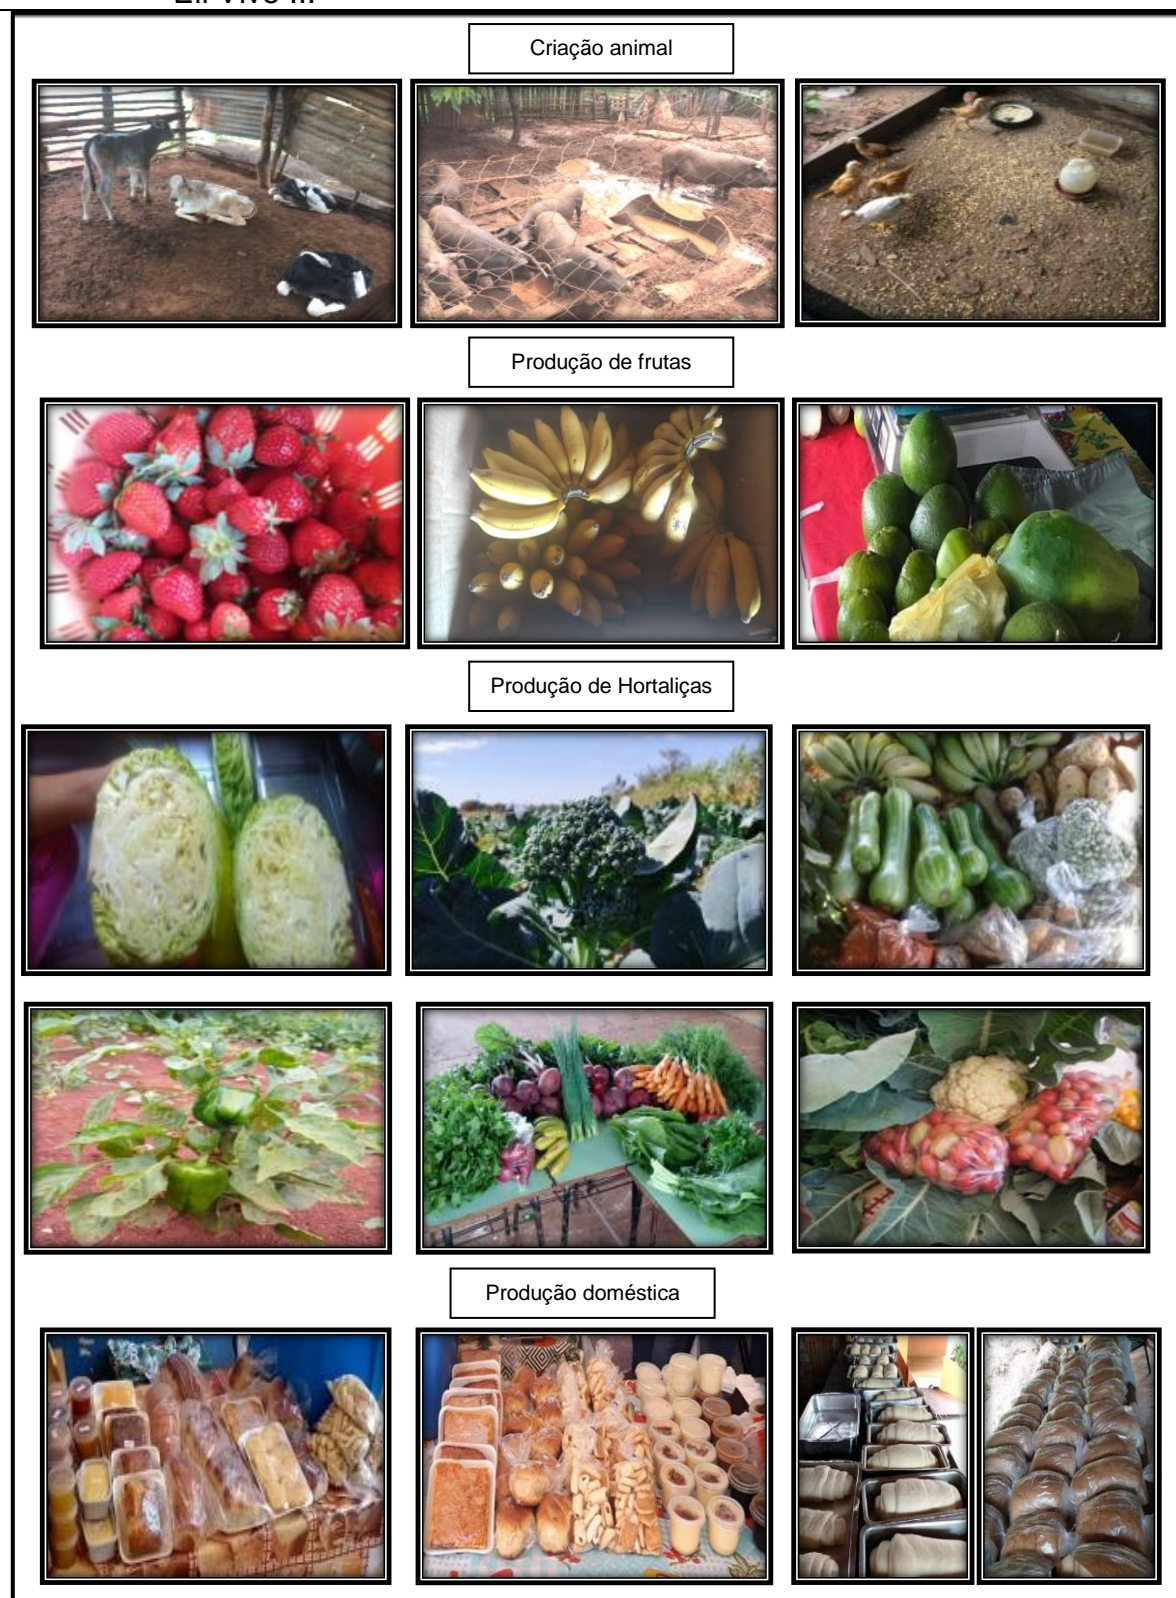 Criação animal
Produção de frutas
Produção de Hortaliças
Produção doméstica